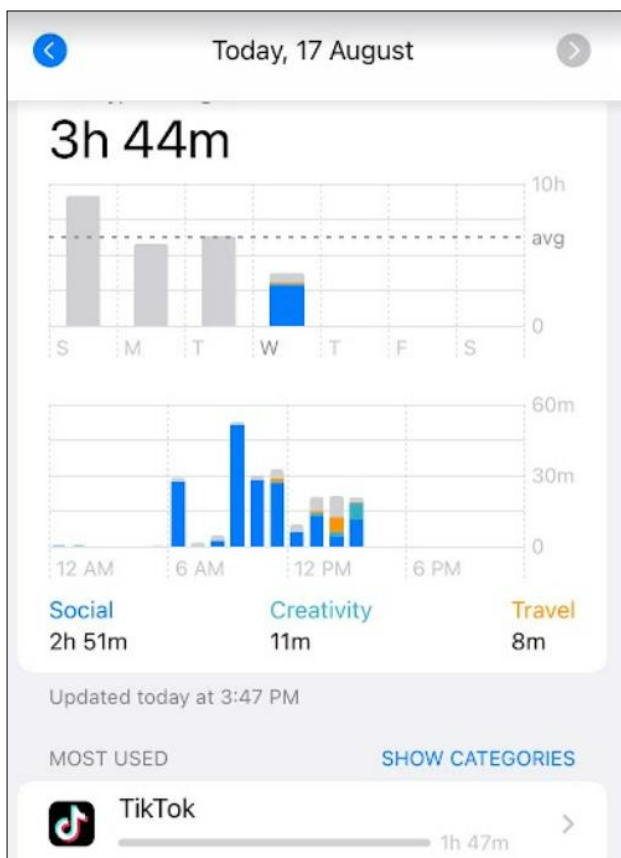 Today, 17 August
3h 44m
10h
avg
0
S M T W T F S
60m
30m
0
12 AM 6 AM 12 PM 6 PM
Social Creativity Travel
2h 51m 11m 8m
Updated today at 3:47 PM
MOST USED SHOW CATEGORIES
TikTok
1h 47m